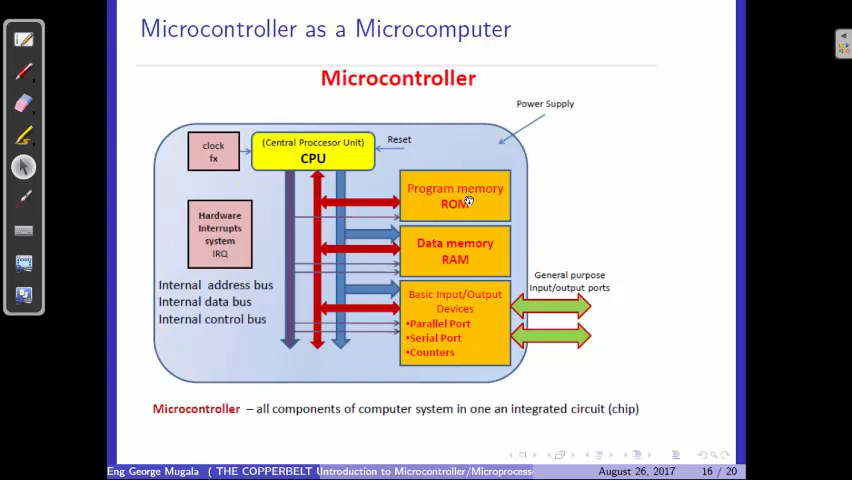 Microcontroller as a Microcomputer
Microcontroller
Power Supply
clock
fx
(Central Proccesor Unit)
CPU
Reset
Program memory
ROM
Hardware
Interrupts
system
IRQ
Data memory
RAM
Internal address bus
Internal data bus
Internal control bus
Basic Input/Output
Devices
•Parallel Port
•Serial Port
•Counters
General purpose
Input/output ports
Microcontroller – all components of computer system in one an integrated circuit (chip)
Eng George Mugala ( THE COPPERBELT Introduction to Microcontroller/Microprocess August 26, 2017 16 / 20